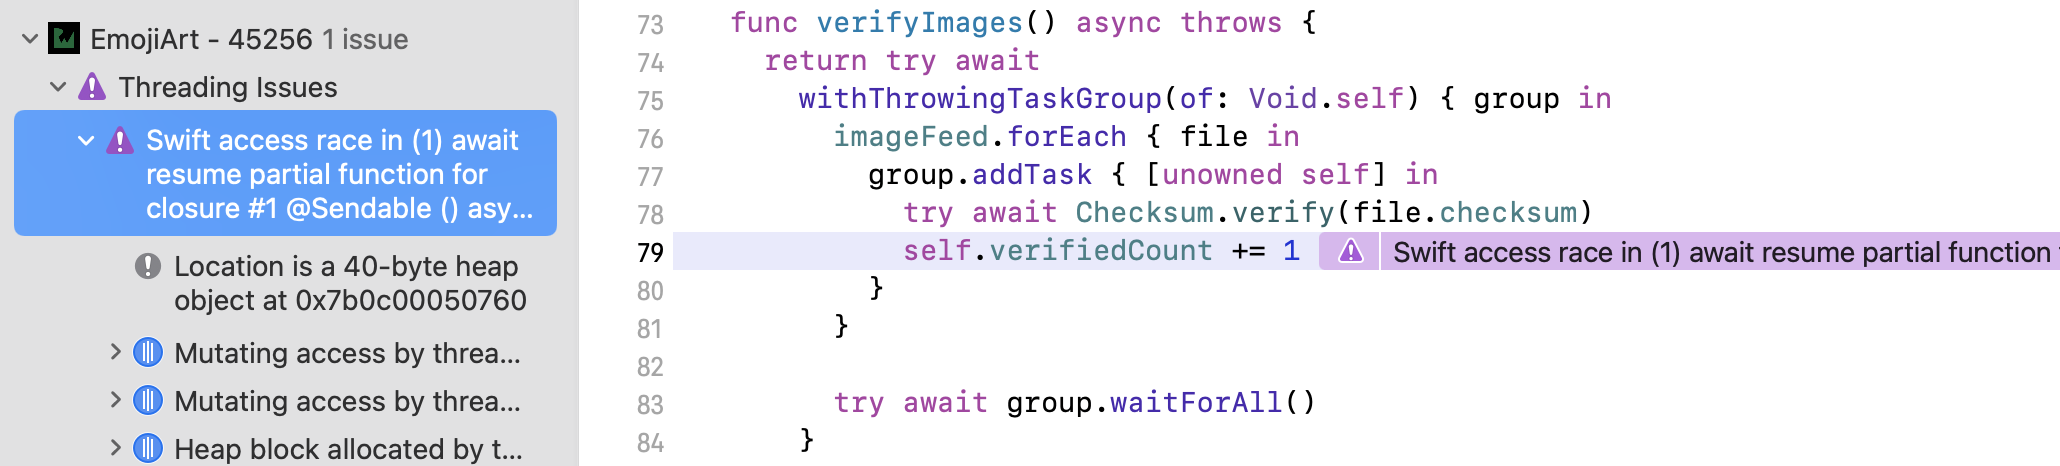 EmojiArt - 45256 1 issue
Threading Issues
Swift access race in (1) await
resume partial function for
closure #1 @Sendable () asy...
Location is a 40-byte heap
object at 0x7b0c00050760
Mutating access by threa...
Mutating access by threa...
Heap block allocated by t...
73 func verifyImages() async throws {
74 return try await
75 withThrowingTaskGroup(of: Void.self) { group in
76 imageFeed.forEach { file in
77 group.addTask { [unowned self] in
78 try await Checksum.verify(file.checksum)
79 self.verifiedCount += 1 Swift access race in (1) await resume partial function
80 }
81 }
82
83 try await group.waitForAll()
84 }